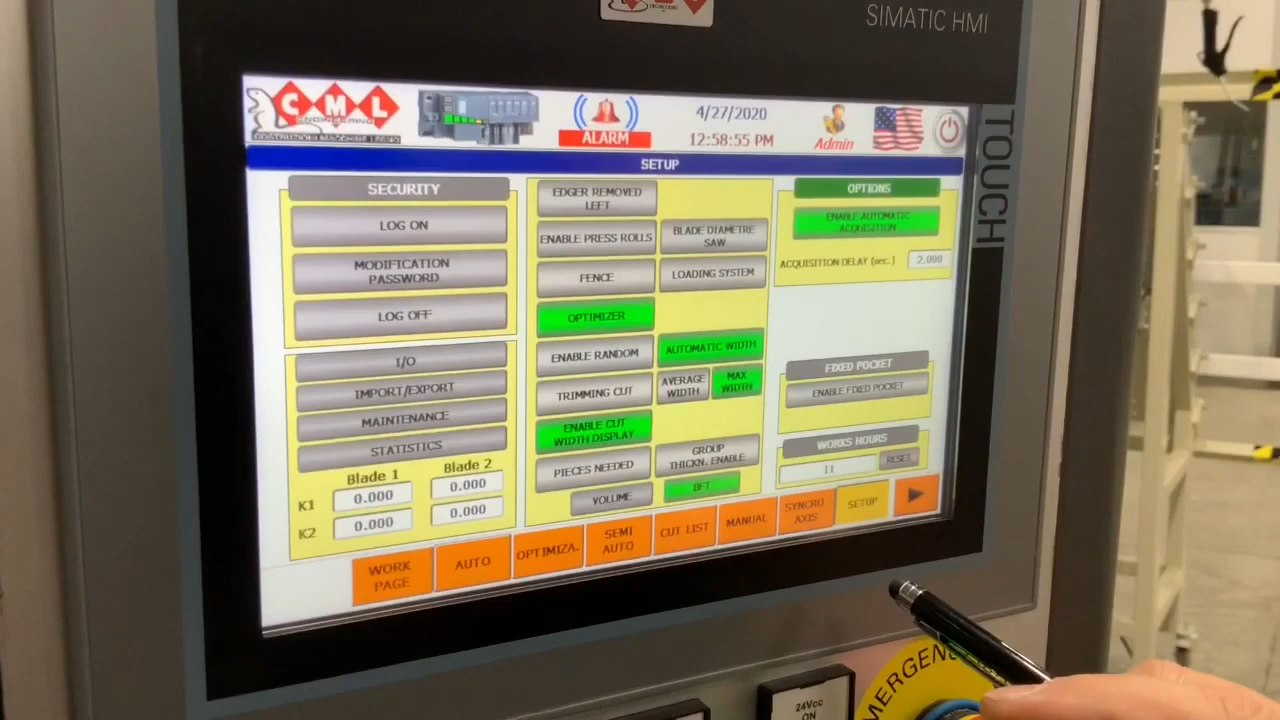 SIMATIC HMI
TOUCH
CML
ENGINEERING
ALARM
4/27/2020
12:58:55 PM
Admin
SETUP
SECURITY
LOG ON
MODIFICATION
PASSWORD
LOG OFF
I/O
IMPORT/EXPORT
MAINTENANCE
STATISTICS
Blade 1
Blade 2
K1
0.000
0.000
K2
0.000
0.000
EDGER REMOVED
LEFT
ENABLE PRESS ROLLS
BLADE DIAMETRE
SAW
FENCE
LOADING SYSTEM
OPTIMIZER
ENABLE RANDOM
AUTOMATIC WIDTH
TRIMMING CUT
AVERAGE
WIDTH
MAX
WIDTH
ENABLE CUT
WIDTH DISPLAY
PIECES NEEDED
GROUP
THICKN. ENABLE
VOLUME
BFT
OPTIONS
ENABLE AUTOMATIC
ACQUISITION
ACQUISITION DELAY (sec.)
2.000
FIXED POCKET
ENABLE FIXED POCKET
WORKS HOURS
11
RESET
WORK
PAGE
AUTO
OPTIMIZA.
SEMI
AUTO
CUT LIST
MANUAL
SYNCRO
AXIS
SETUP
24Vcc
ON